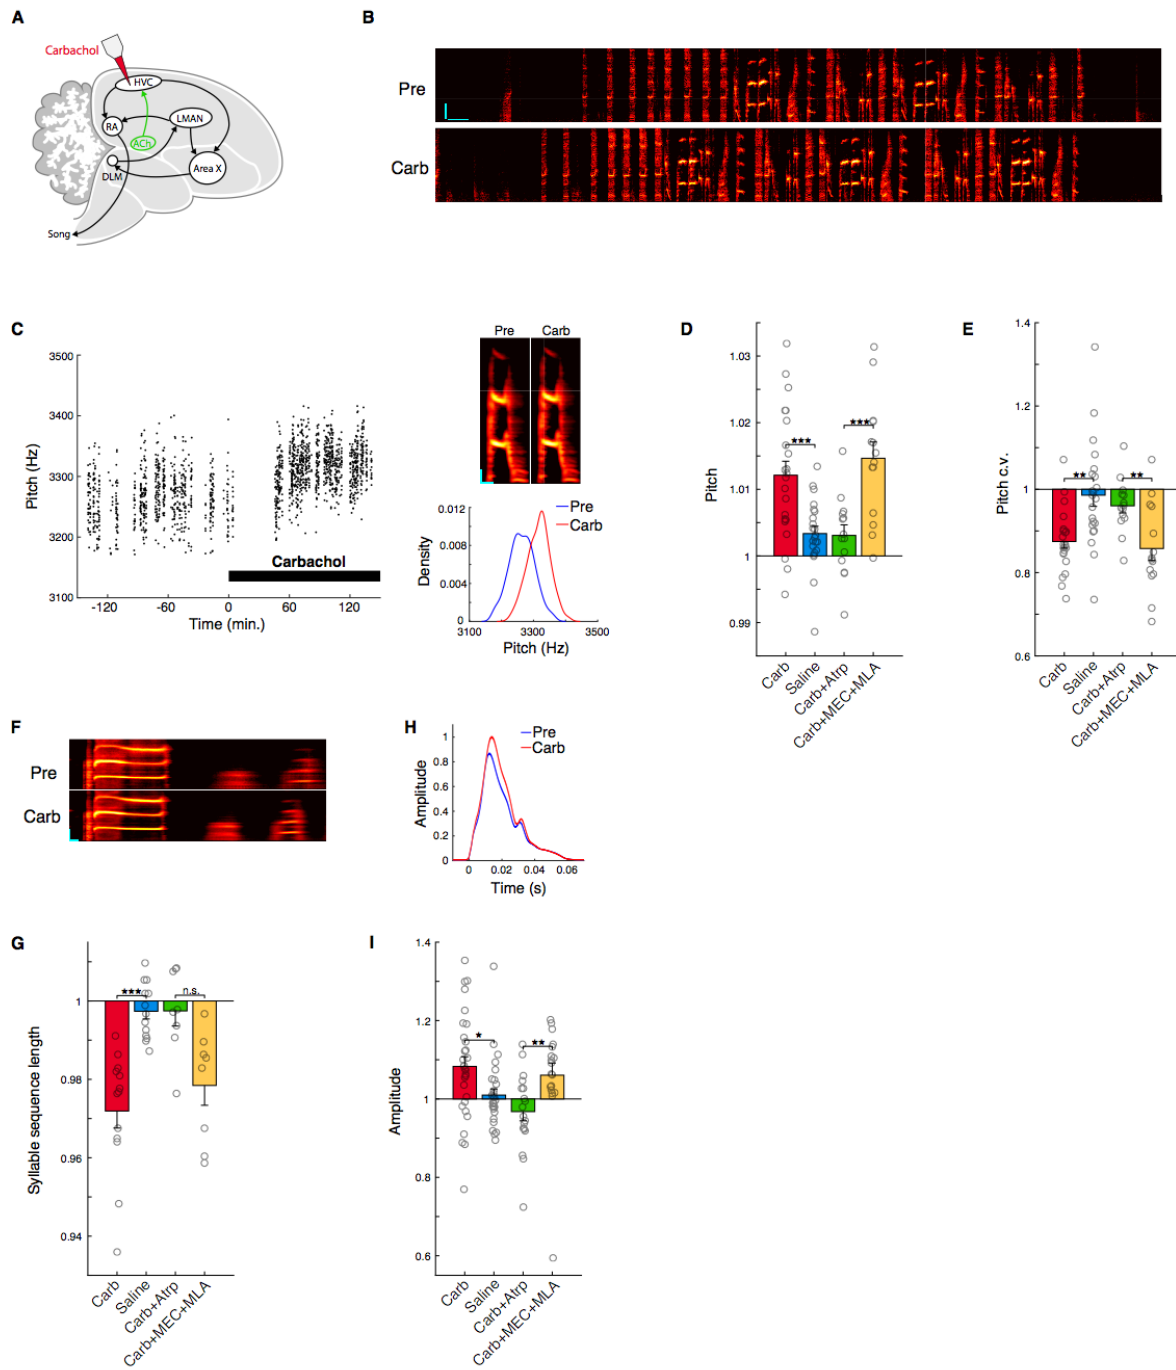 A
Carbachol
HVC
RA
LMAN
ACh
DLM
Area X
Song
B
Pre
Carb
C
Pitch (Hz)
3500
3400
3300
3200
3100
-120
-60
0
60
120
Time (min.)
Carbachol
Pre
Carb
Density
0.012
0.008
0.004
0
Pre
Carb
3100
3300
3500
Pitch (Hz)
D
Pitch
1.03
1.02
1.01
1
0.99
★★★
★★★
Carb
Saline
Carb+Atrp
Carb+MEC+MLA
E
Pitch c.v.
1.4
1.2
1
0.8
0.6
★★
★★
Carb
Saline
Carb+Atrp
Carb+MEC+MLA
F
Pre
Carb
H
Amplitude
1
0.8
0.6
0.4
0.2
0
Pre
Carb
0
0.02
0.04
0.06
Time (s)
G
Syllable sequence length
1
0.98
0.96
0.94
★★★
n.s.
Carb
Saline
Carb+Atrp
Carb+MEC+MLA
I
Amplitude
1.4
1.2
1
0.8
0.6
★
★★
Carb
Saline
Carb+Atrp
Carb+MEC+MLA